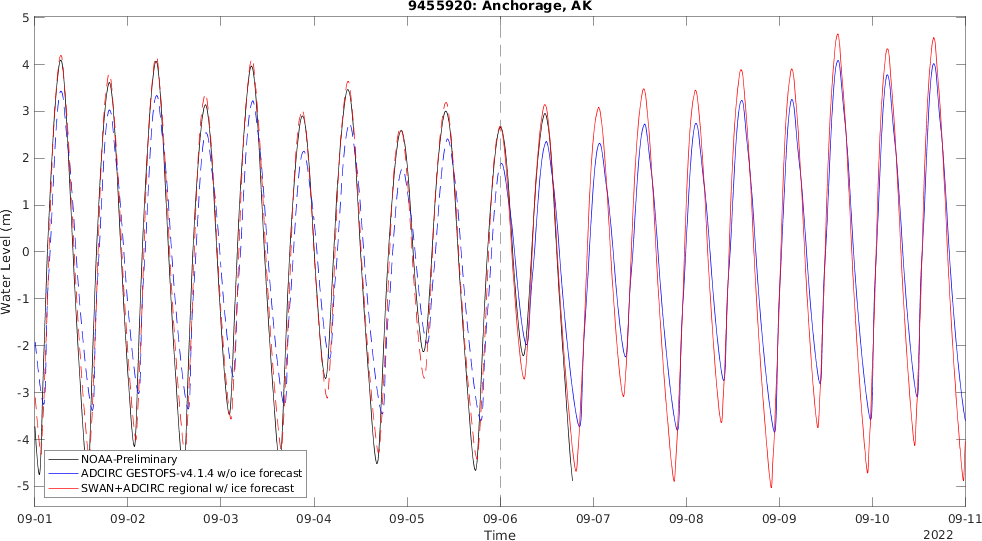 9455920: Anchorage, AK
5
4
3
2
1
0
-1
-2
-3
-4
-5
Water Level (m)
NOAA-Preliminary
ADCIRC GESTOFS-v4.1.4 w/o ice forecast
SWAN+ADCIRC regional w/ ice forecast
09-01 09-02 09-03 09-04 09-05 09-06 09-07 09-08 09-09 09-10 09-11
Time
2022